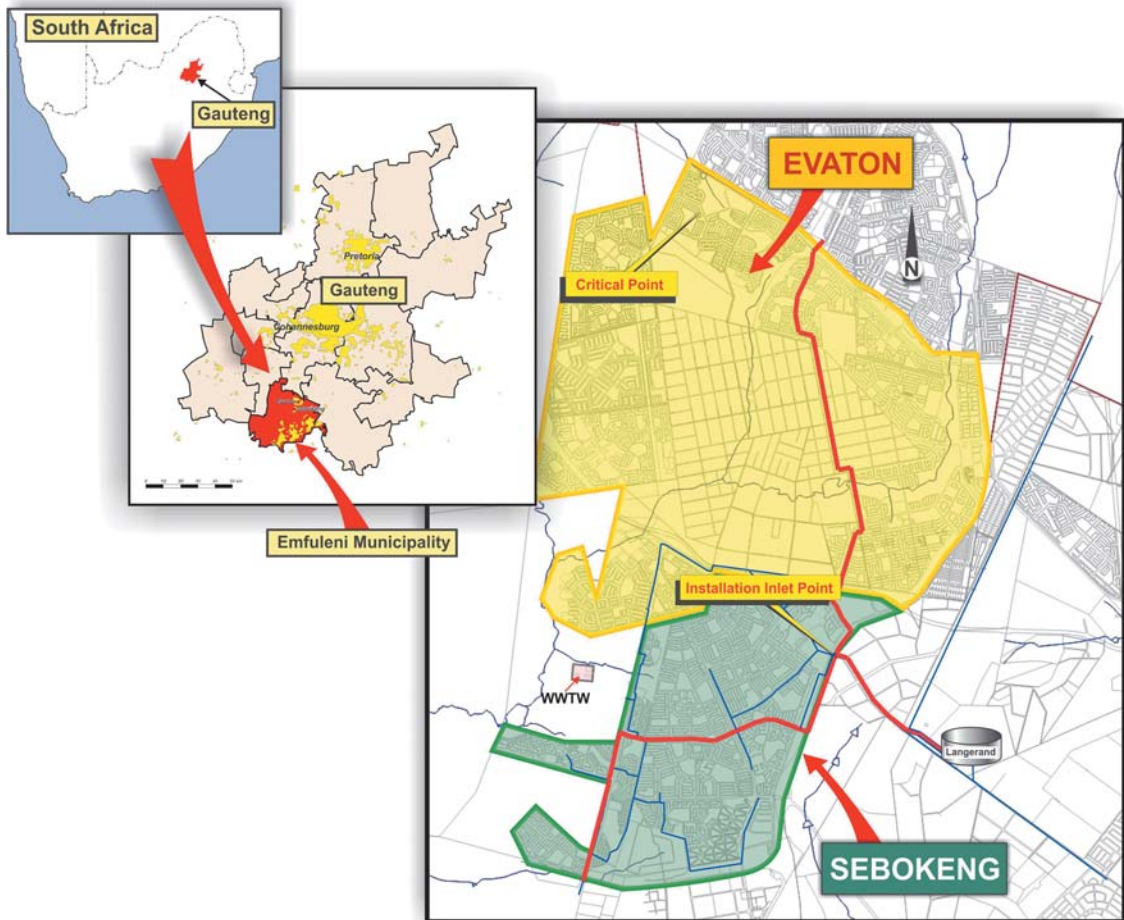 South Africa
Gauteng
Pretoria
Gauteng
Johannesburg
Emfuleni Municipality
EVATON
N
Critical Point
Installation Inlet Point
WWTW
Langerand
SEBOKENG